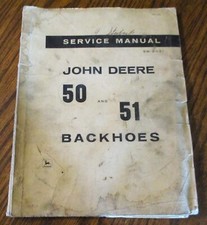 SERVICE MANUAL
JOHN DEERE
50 AND 51
BACKHOES